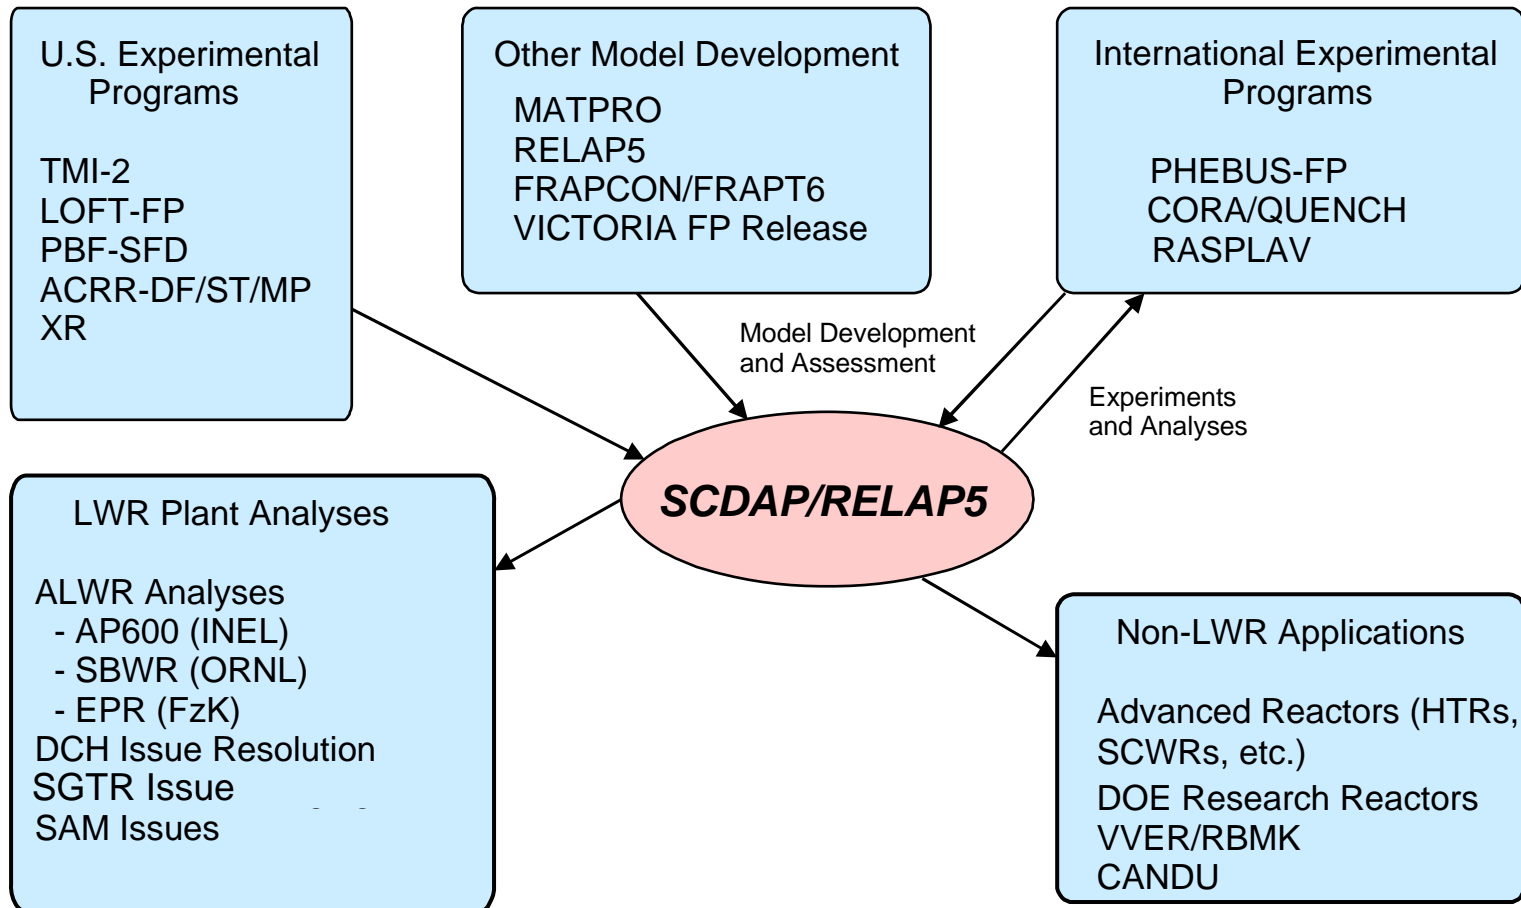 U.S. Experimental
Programs
TMI-2
LOFT-FP
PBF-SFD
ACRR-DF/ST/MP
XR
Other Model Development
MATPRO
RELAP5
FRAPCON/FRAPT6
VICTORIA FP Release
International Experimental
Programs
PHEBUS-FP
CORA/QUENCH
RASPLAV
Model Development
and Assessment
Experiments
and Analyses
SCDAP/RELAP5
LWR Plant Analyses
ALWR Analyses
- AP600 (INEL)
- SBWR (ORNL)
- EPR (FzK)
DCH Issue Resolution
SGTR Issue
SAM Issues
Non-LWR Applications
Advanced Reactors (HTRs,
SCWRs, etc.)
DOE Research Reactors
VVER/RBMK
CANDU